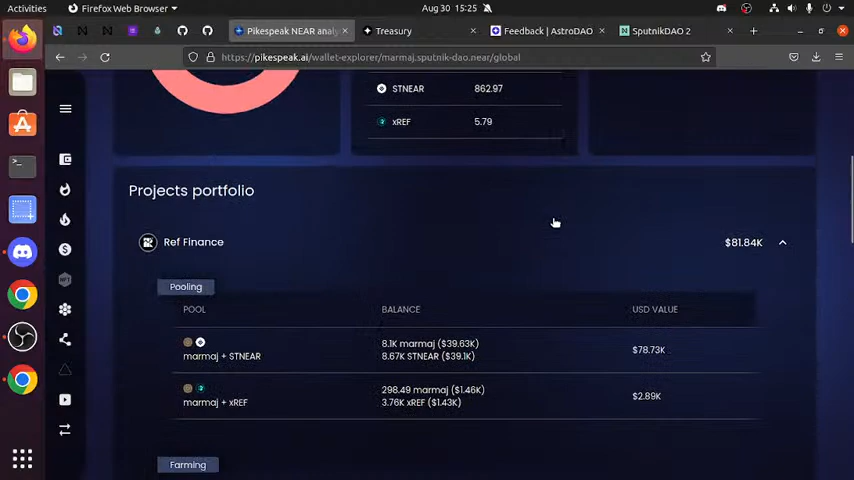 Activities
Firefox Web Browser
Aug 30 15:25
Pikespeak NEAR anal
Treasury
Feedback | AstroDAO
SputnikDAO 2
https://pikespeak.ai/wallet-explorer/marmaj.sputnik-dao.near/global
STNEAR 862.97
xREF 5.79
Projects portfolio
Ref Finance $81.84K
Pooling
POOL BALANCE USD VALUE
8.1K marmaj ($39.63K)
marmaj + STNEAR 8.67K STNEAR ($39.1K) $78.73K
298.49 marmaj ($1.46K)
marmaj + xREF 3.76K xREF ($1.43K) $2.89K
Farming